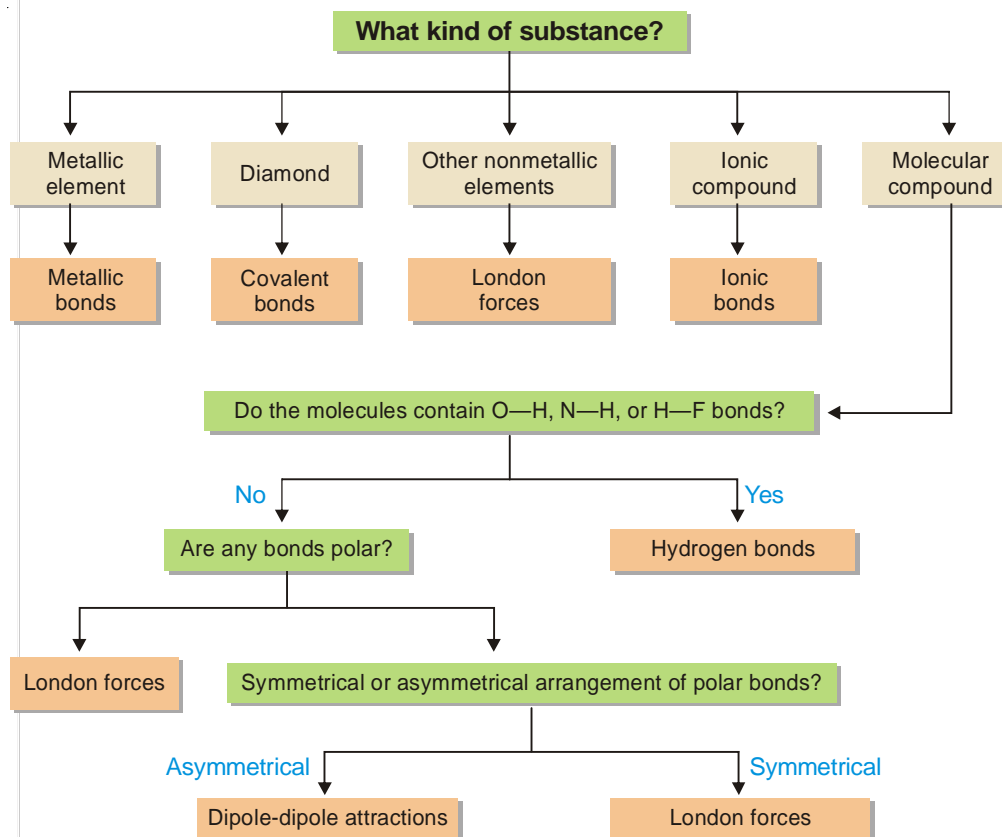 What kind of substance?
Metallic
element
Diamond
Other nonmetallic
elements
Ionic
compound
Molecular
compound
Metallic
bonds
Covalent
bonds
London
forces
Ionic
bonds
Do the molecules contain O—H, N—H, or H—F bonds?
No
Yes
Are any bonds polar?
Hydrogen bonds
London forces
Symmetrical or asymmetrical arrangement of polar bonds?
Asymmetrical
Symmetrical
Dipole-dipole attractions
London forces